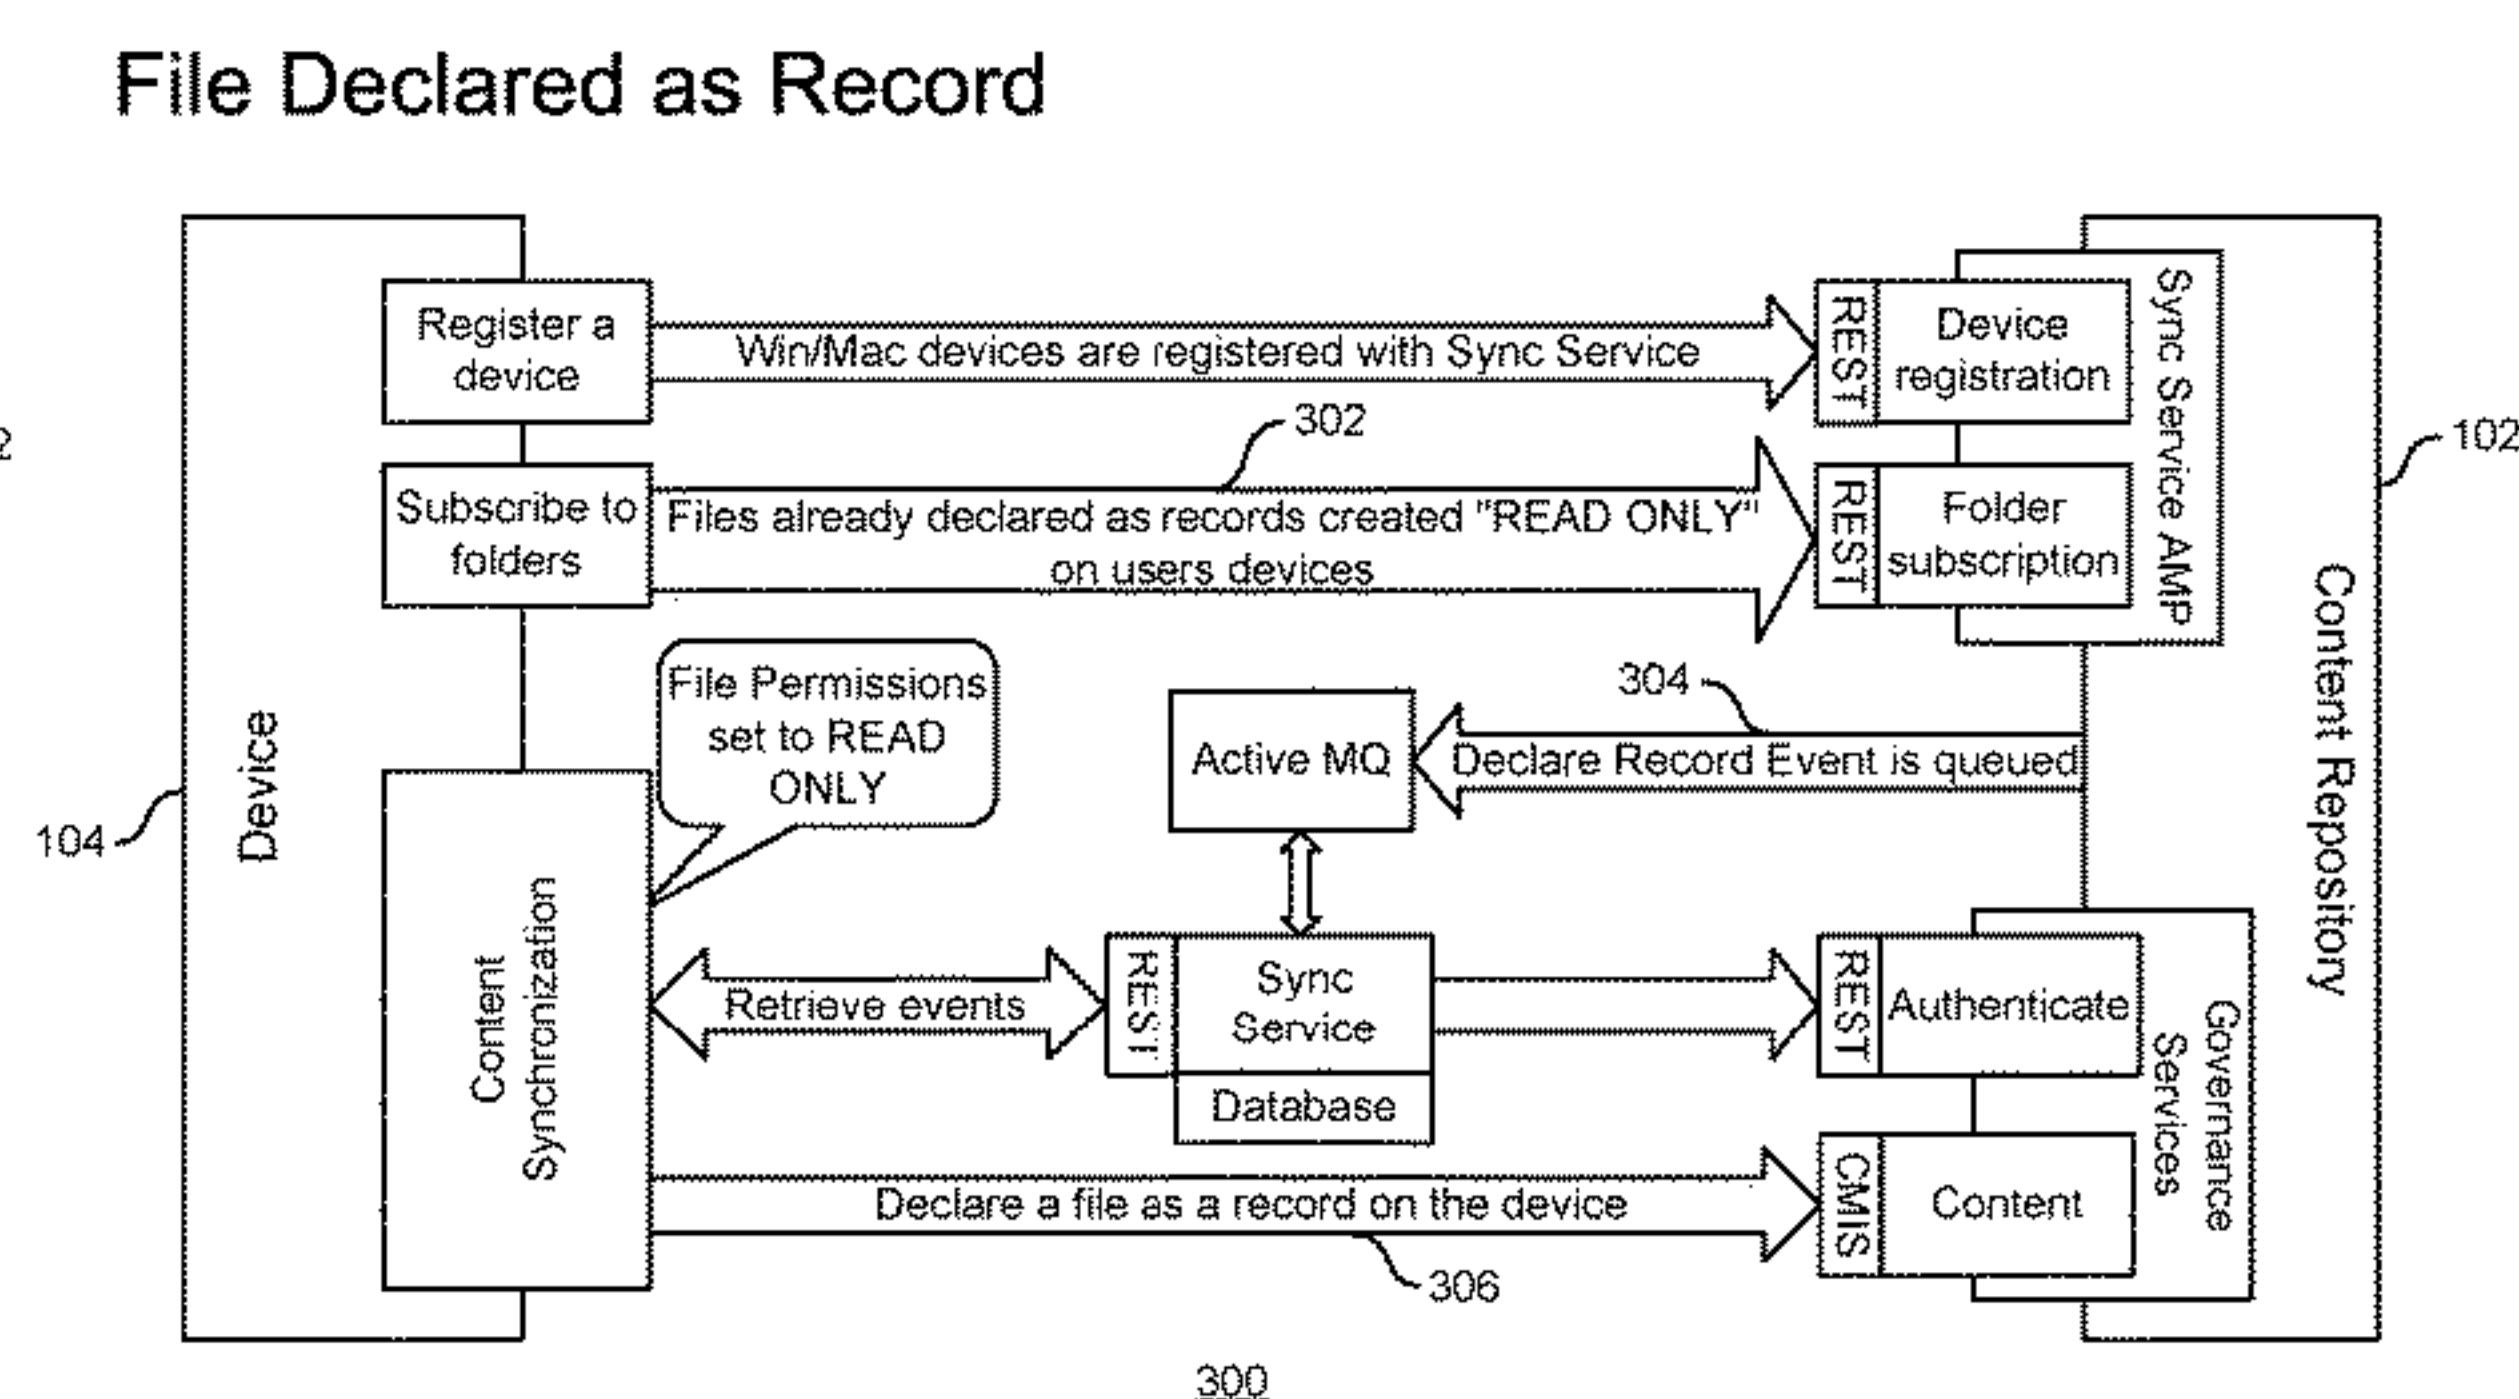 File Declared as Record
Register a
device
Win/Mac devices are registered with Sync Service
REST
Device
registration
Sync Service AMP
302
2
102
Subscribe to
folders
Files already declared as records created "READ ONLY"
on users devices
REST
Folder
subscription
Content Repository
File Permissions
set to READ
ONLY
304
Active MQ
Declare Record Event is queued
Device
104
Content
Synchronization
Retrieve events
REST
Sync
Service
Database
REST
Authenticate
Governance
Services
Declare a file as a record on the device
CMIS
Content
306
300